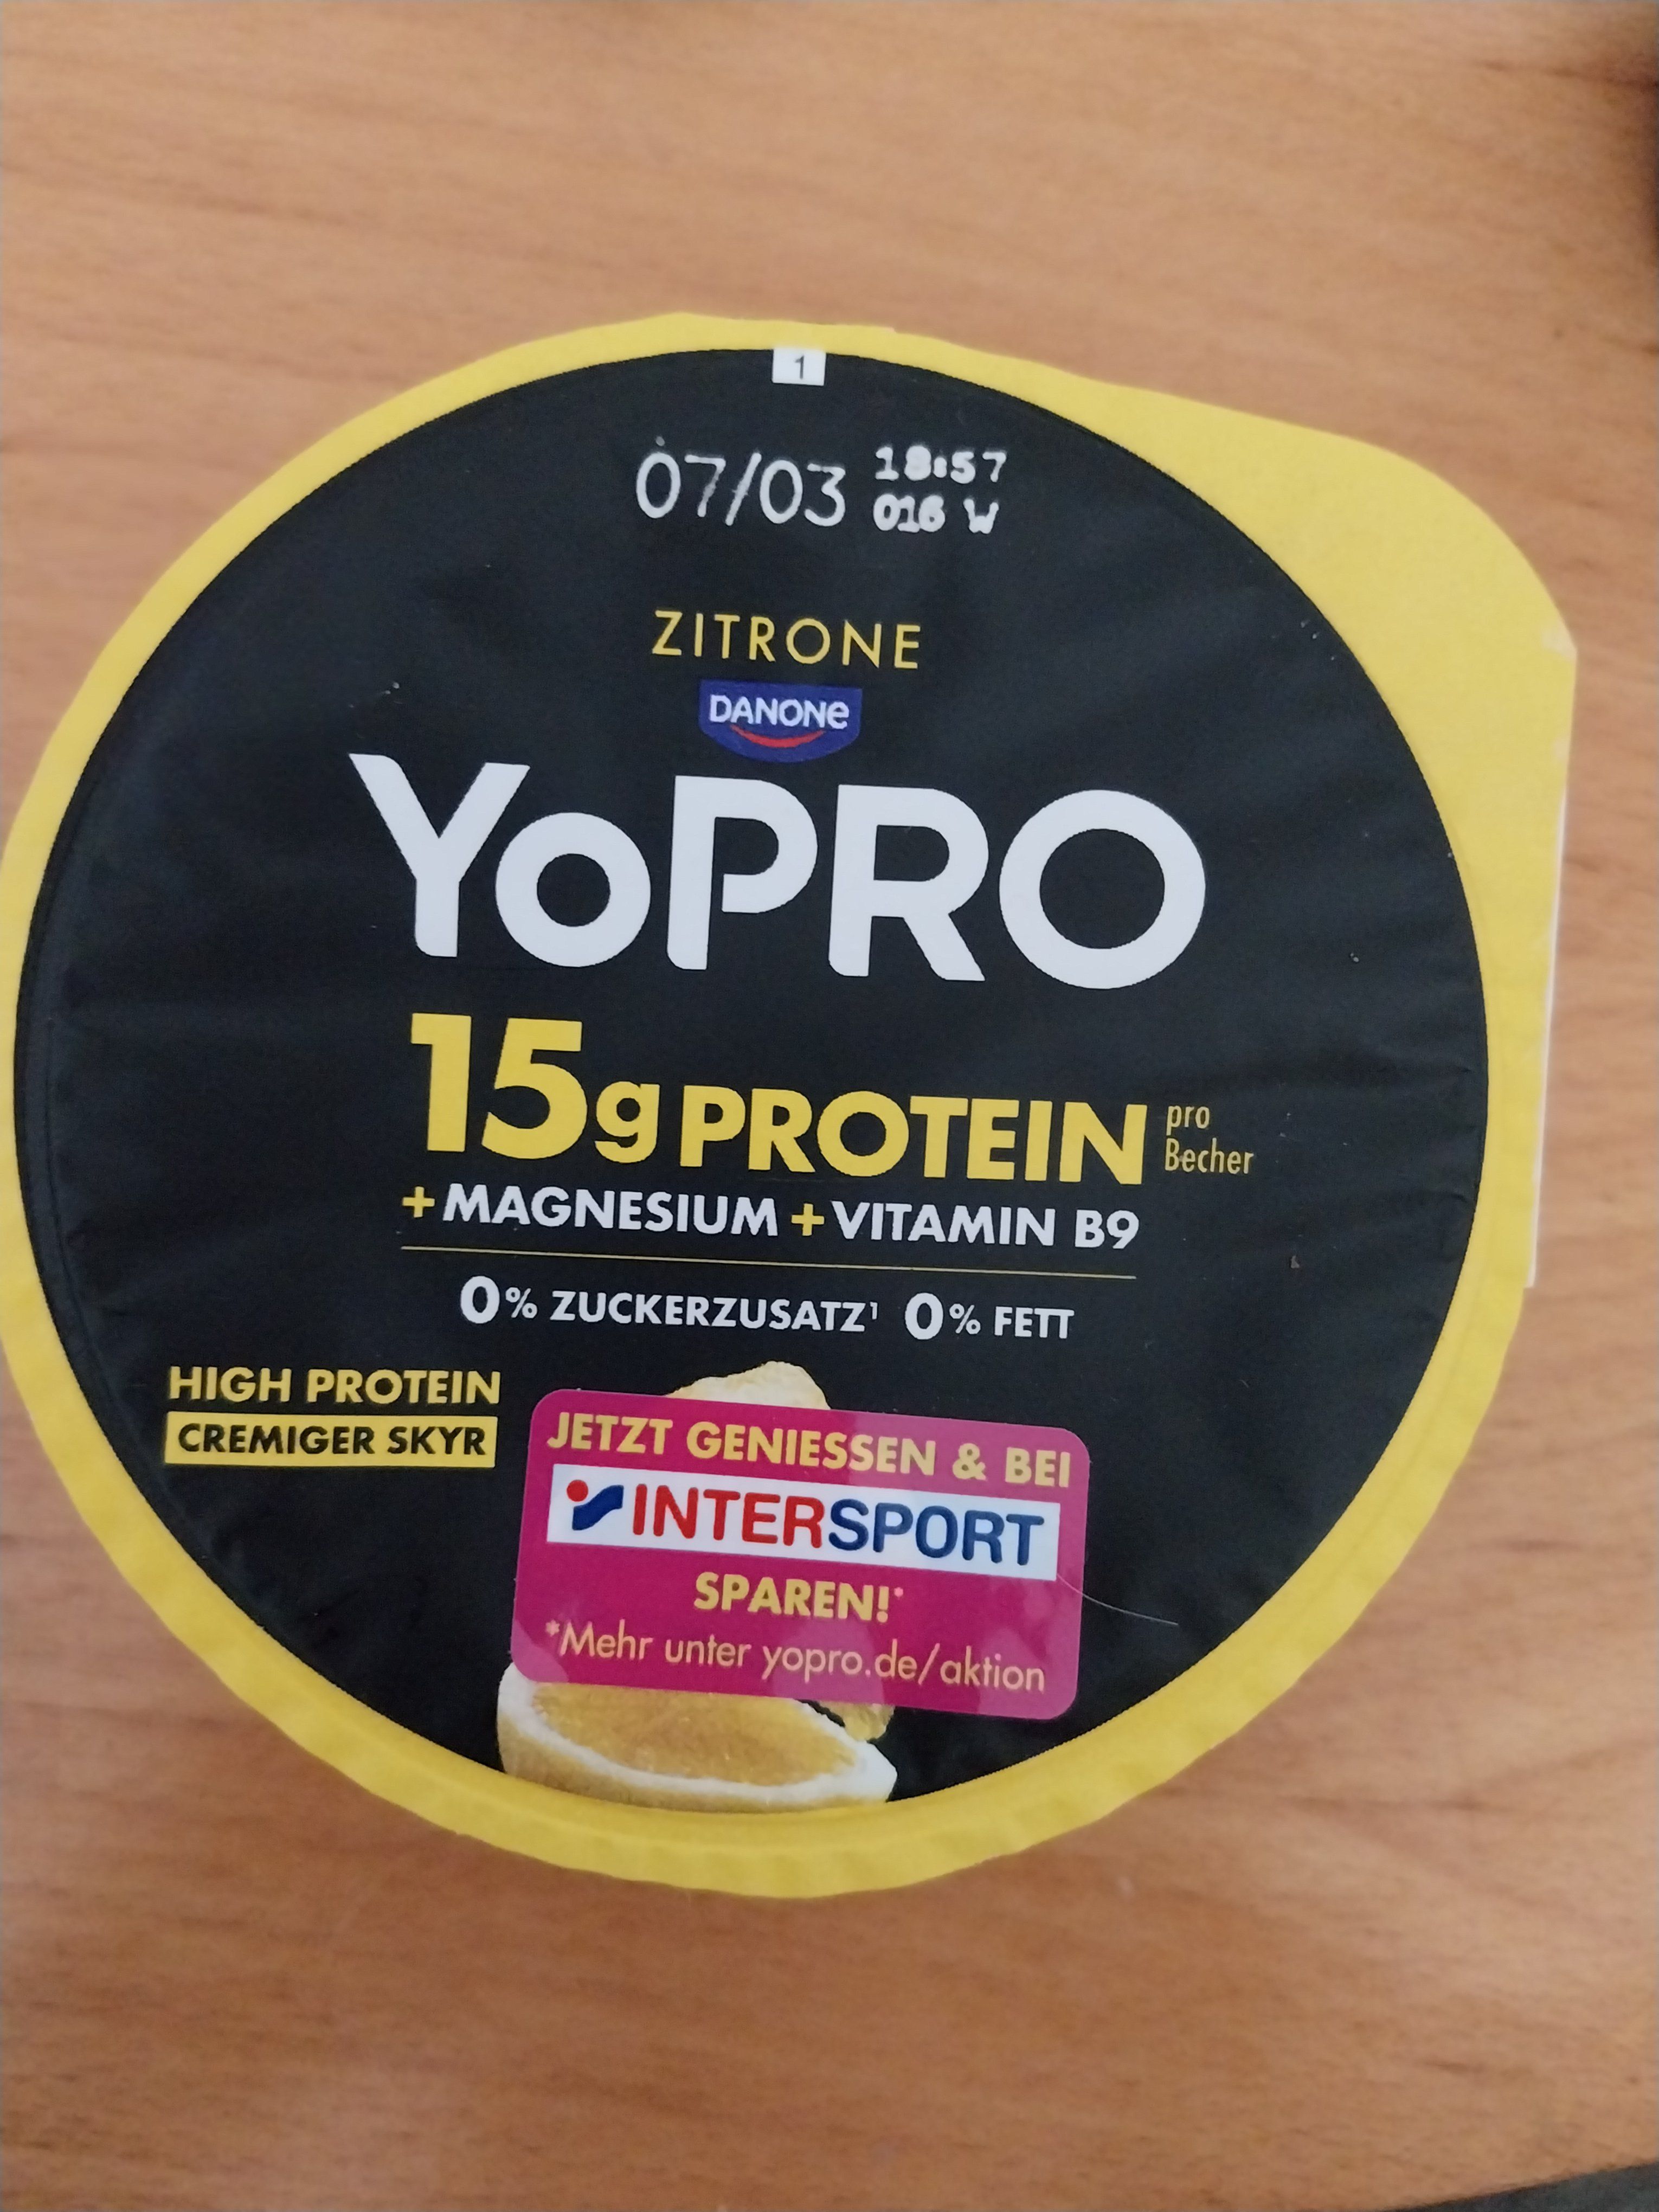 1
07/03 18:57
016 W
ZITRONE
DANONE
YoPRO
15g PROTEIN pro
Becher
+MAGNESIUM +VITAMIN B9
0% ZUCKERZUSATZ¹ 0% FETT
HIGH PROTEIN
CREMIGER SKYR
JETZT GENIESSEN & BEI
INTERSPORT
SPAREN!*
*Mehr unter yopro.de/aktion